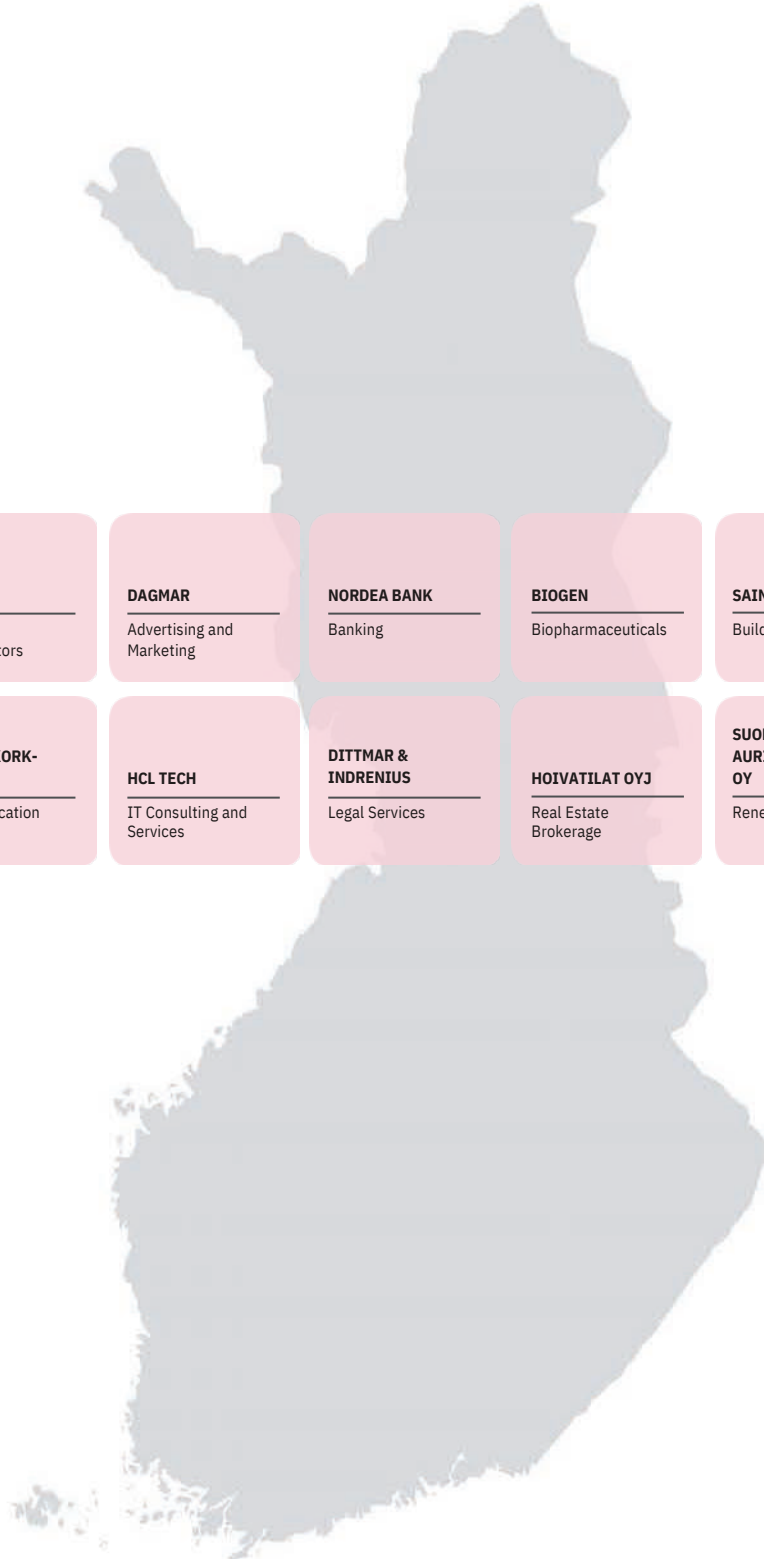 DAGMAR
Advertising and
Marketing
NORDEA BANK
Banking
BIOGEN
Biopharmaceuticals
HCL TECH
IT Consulting and
Services
DITTMAR &
INDRENIUS
Legal Services
HOIVATILAT OYJ
Real Estate
Brokerage
OY